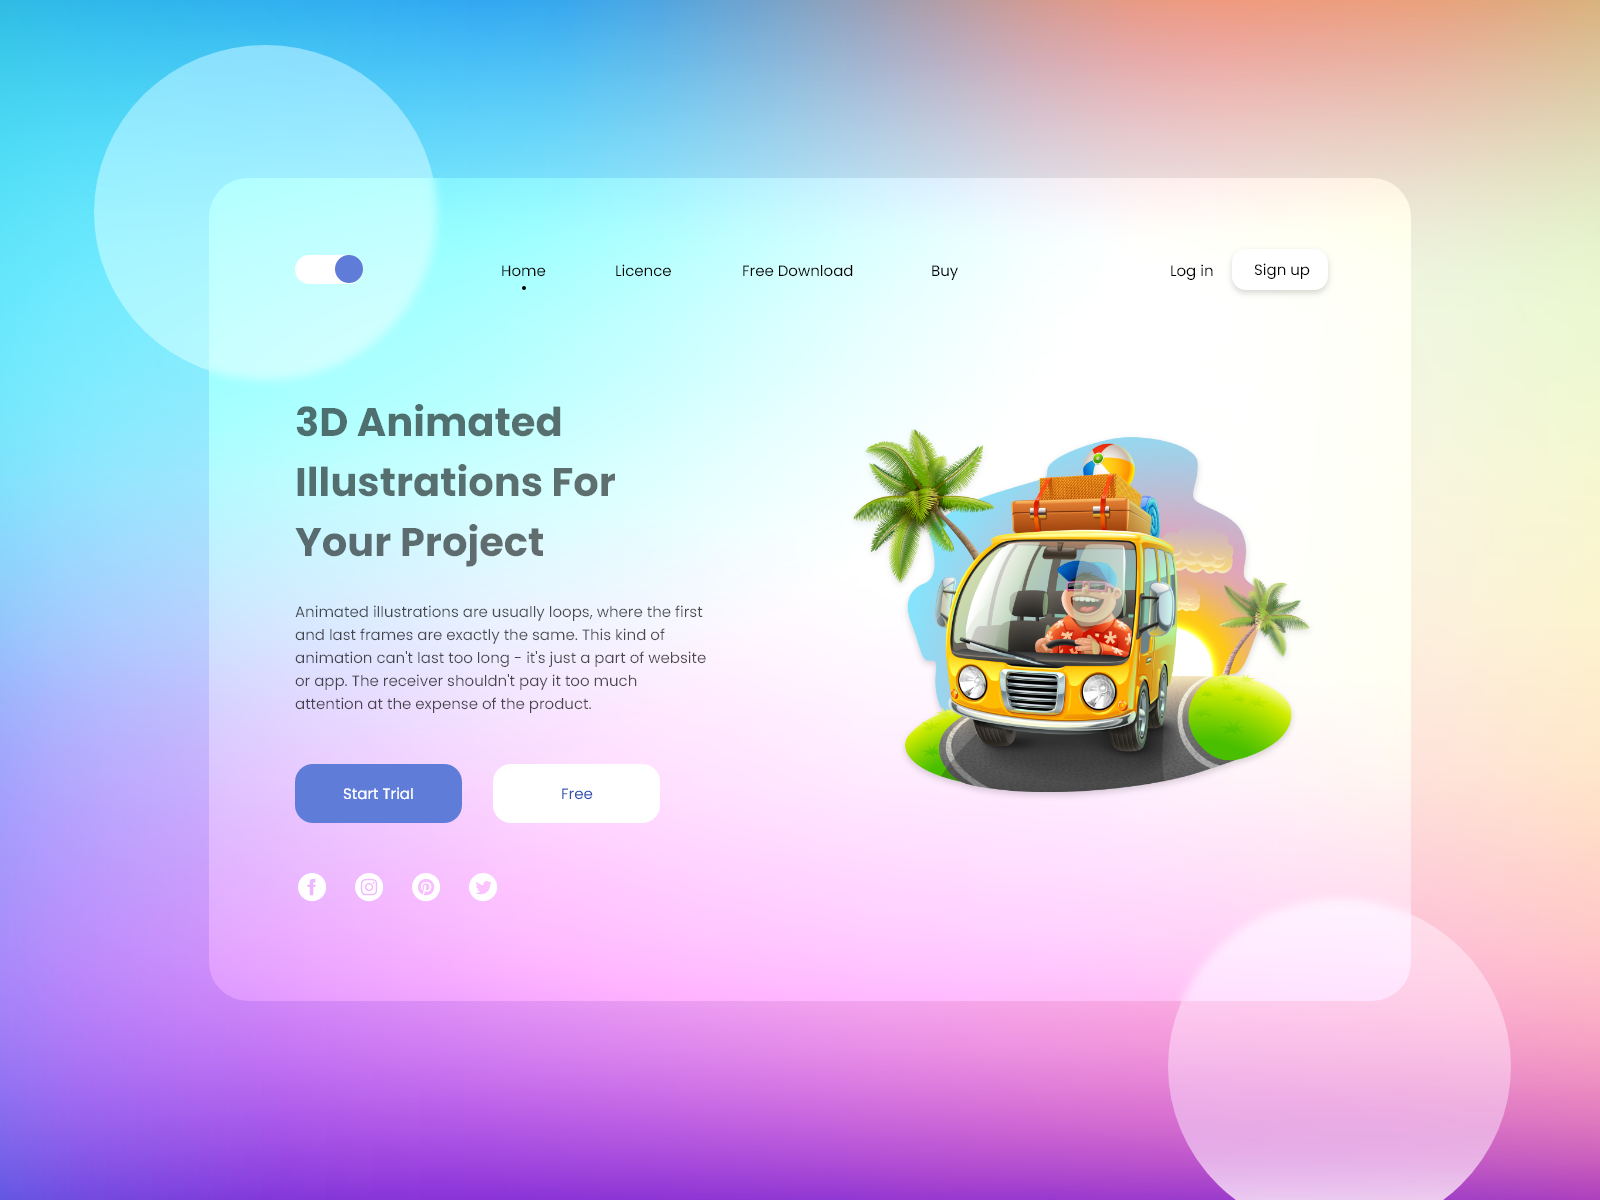 Home
Licence
Free Download
Buy
Log in
Sign up
3D Animated
Illustrations For
Your Project
Animated illustrations are usually loops, where the first
and last frames are exactly the same. This kind of
animation can't last too long - it's just a part of website
or app. The receiver shouldn't pay it too much
attention at the expense of the product.
Start Trial
Free